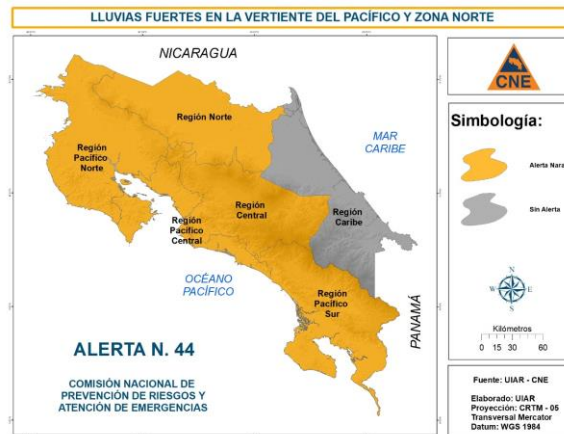 LLUVIAS FUERTES EN LA VERTIENTE DEL PACÍFICO Y ZONA NORTE
NICARAGUA
Región Norte
MAR
CARIBE
Región
Pacífico
Norte
Región
Central
Región
Caribe
Región
Pacífico
Central
OCÉANO
PACÍFICO
Región
Pacífico
Sur
PANAMÁ
ALERTA N. 44
COMISIÓN NACIONAL DE
PREVENCIÓN DE RIESGOS Y
ATENCIÓN DE EMERGENCIAS
CNE
Simbología:
Alerta Nara
Sin Alerta
N
W E
S
Kilómetros
0 15 30 60
Fuente: UIAR - CNE
Elaborado: UIAR
Proyección: CRTM - 05
Transversal Mercator
Datum: WGS 1984